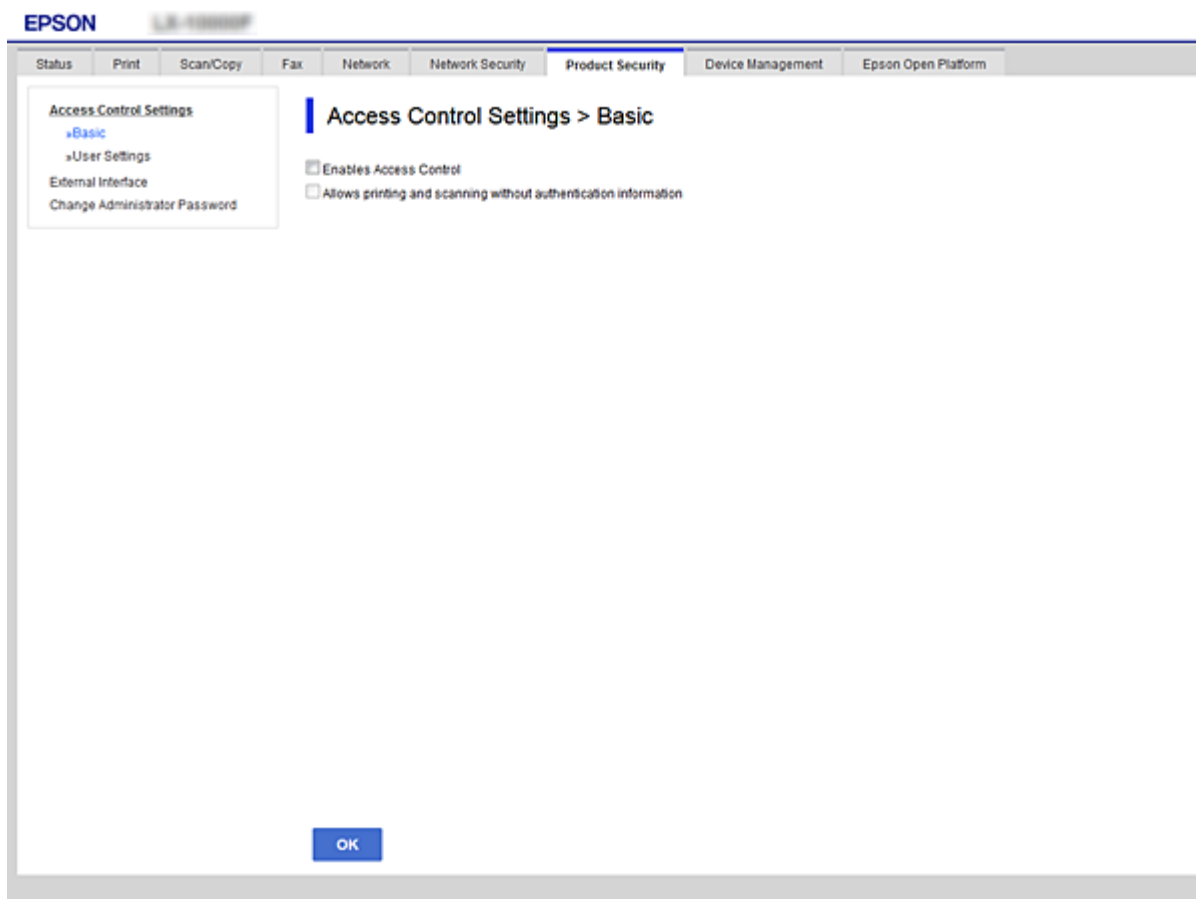 EPSON
Status Print Scan/Copy Fax Network Network Security Product Security Device Management Epson Open Platform
Access Control Settings
»Basic
»User Settings
External Interface
Change Administrator Password
Access Control Settings > Basic
Enables Access Control
Allows printing and scanning without authentication information
OK